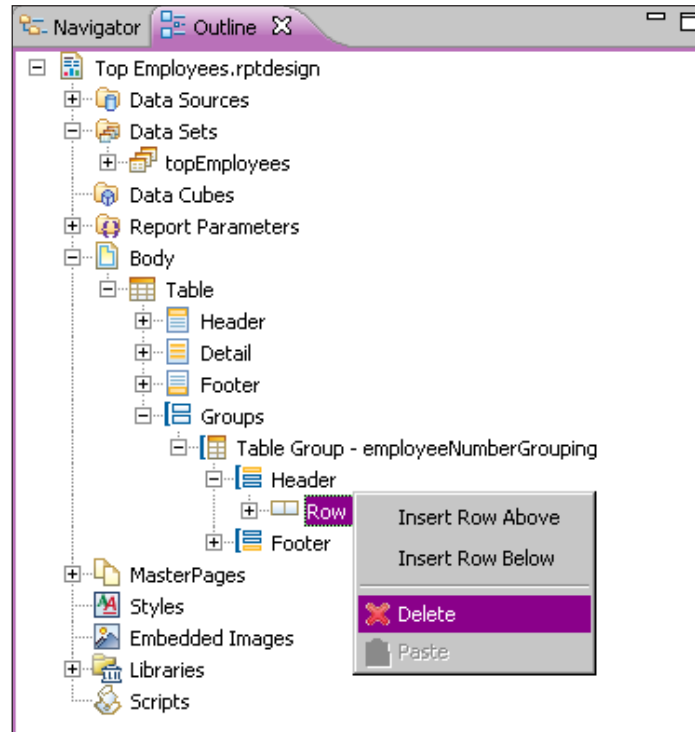 Navigator Outline
Top Employees.rptdesign
Data Sources
Data Sets
topEmployees
Data Cubes
Report Parameters
Body
Table
Header
Detail
Footer
Groups
Table Group - employeeNumberGrouping
Header
Row
Footer
Insert Row Above
Insert Row Below
Delete
Paste
MasterPages
Styles
Embedded Images
Libraries
Scripts